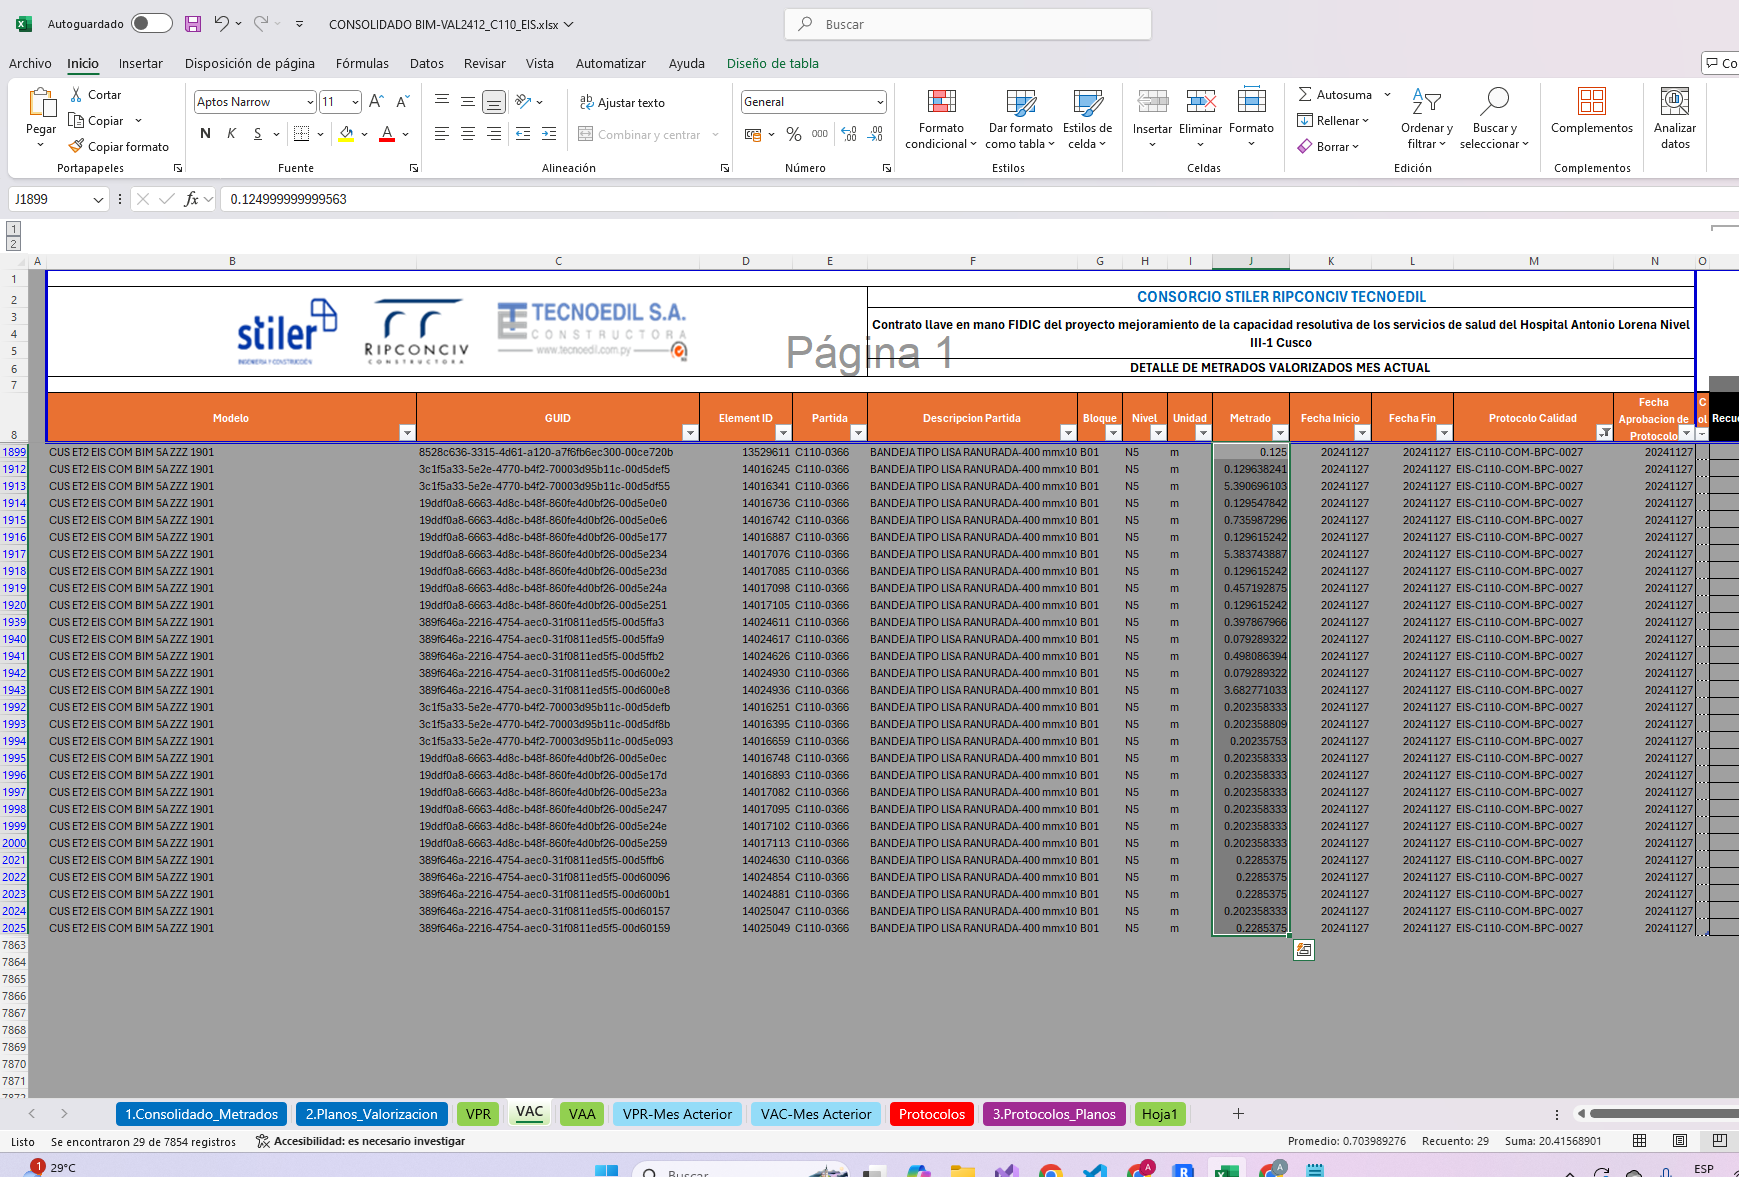 Autoguardado
CONSOLIDADO BIM-VAL2412_C110_EIS.xlsx
Buscar
Archivo Inicio Insertar Disposición de página Fórmulas Datos Revisar Vista Automatizar Ayuda Diseño de tabla
Co
Pegar
Cortar
Copiar
Copiar formato
Portapapeles
Aptos Narrow 11
N K S
Fuente
Ajustar texto
Combinar y centrar
Alineación
General
% 000
Número
Formato condicional
Dar formato como tabla
Estilos de celda
Estilos
Insertar
Eliminar
Formato
Celdas
Autosuma
Rellenar
Borrar
Ordenar y filtrar
Buscar y seleccionar
Edición
Complementos
Complementos
Analizar datos
J1899
fx
0.124999999999563
1
2
A B C D E F G H I J K L M N O
1
2 CONSORCIO STILER RIPCONCIV TECNOEDIL
3
4 Contrato llave en mano FIDIC del proyecto mejoramiento de la capacidad resolutiva de los servicios de salud del Hospital Antonio Lorena Nivel
5 III-1 Cusco
6 DETALLE DE METRADOS VALORIZADOS MES ACTUAL
7
stiler
INGENIERIA Y CONSTRUCCIÓN
RIPCONCIV
CONSTRUCTORA
TECNOEDIL S.A.
CONSTRUCTORA
www.tecnoedil.com.py
Página 1
8 Modelo GUID Element ID Partida Descripcion Partida Bloque Nivel Unidad Metrado Fecha Inicio Fecha Fin Protocolo Calidad Fecha Aprobacion de Protocolo C ol Recue
1899 CUS ET2 EIS COM BIM 5A ZZZ 1901 8528c636-3315-4d61-a120-a7f6fb6ec300-00ce720b 13529611 C110-0366 BANDEJA TIPO LISA RANURADA-400 mmx10 B01 N5 m 0.125 20241127 20241127 EIS-C110-COM-BPC-0027 20241127
1912 CUS ET2 EIS COM BIM 5A ZZZ 1901 3c1f5a33-5e2e-4770-b4f2-70003d95b11c-00d5def5 14016245 C110-0366 BANDEJA TIPO LISA RANURADA-400 mmx10 B01 N5 m 0.129638241 20241127 20241127 EIS-C110-COM-BPC-0027 20241127
1913 CUS ET2 EIS COM BIM 5A ZZZ 1901 3c1f5a33-5e2e-4770-b4f2-70003d95b11c-00d5df55 14016341 C110-0366 BANDEJA TIPO LISA RANURADA-400 mmx10 B01 N5 m 5.390696103 20241127 20241127 EIS-C110-COM-BPC-0027 20241127
1914 CUS ET2 EIS COM BIM 5A ZZZ 1901 19ddf0a8-6663-4d8c-b48f-860fe4d0bf26-00d5e0e0 14016736 C110-0366 BANDEJA TIPO LISA RANURADA-400 mmx10 B01 N5 m 0.129547842 20241127 20241127 EIS-C110-COM-BPC-0027 20241127
1915 CUS ET2 EIS COM BIM 5A ZZZ 1901 19ddf0a8-6663-4d8c-b48f-860fe4d0bf26-00d5e0e6 14016742 C110-0366 BANDEJA TIPO LISA RANURADA-400 mmx10 B01 N5 m 0.735987296 20241127 20241127 EIS-C110-COM-BPC-0027 20241127
1916 CUS ET2 EIS COM BIM 5A ZZZ 1901 19ddf0a8-6663-4d8c-b48f-860fe4d0bf26-00d5e177 14016887 C110-0366 BANDEJA TIPO LISA RANURADA-400 mmx10 B01 N5 m 0.129615242 20241127 20241127 EIS-C110-COM-BPC-0027 20241127
1917 CUS ET2 EIS COM BIM 5A ZZZ 1901 19ddf0a8-6663-4d8c-b48f-860fe4d0bf26-00d5e234 14017076 C110-0366 BANDEJA TIPO LISA RANURADA-400 mmx10 B01 N5 m 5.383743887 20241127 20241127 EIS-C110-COM-BPC-0027 20241127
1918 CUS ET2 EIS COM BIM 5A ZZZ 1901 19ddf0a8-6663-4d8c-b48f-860fe4d0bf26-00d5e23d 14017085 C110-0366 BANDEJA TIPO LISA RANURADA-400 mmx10 B01 N5 m 0.129615242 20241127 20241127 EIS-C110-COM-BPC-0027 20241127
1919 CUS ET2 EIS COM BIM 5A ZZZ 1901 19ddf0a8-6663-4d8c-b48f-860fe4d0bf26-00d5e24a 14017098 C110-0366 BANDEJA TIPO LISA RANURADA-400 mmx10 B01 N5 m 0.457192875 20241127 20241127 EIS-C110-COM-BPC-0027 20241127
1920 CUS ET2 EIS COM BIM 5A ZZZ 1901 19ddf0a8-6663-4d8c-b48f-860fe4d0bf26-00d5e251 14017105 C110-0366 BANDEJA TIPO LISA RANURADA-400 mmx10 B01 N5 m 0.129615242 20241127 20241127 EIS-C110-COM-BPC-0027 20241127
1939 CUS ET2 EIS COM BIM 5A ZZZ 1901 389f646a-2216-4754-aec0-31f0811ed5f5-00d5ffa3 14024611 C110-0366 BANDEJA TIPO LISA RANURADA-400 mmx10 B01 N5 m 0.397867966 20241127 20241127 EIS-C110-COM-BPC-0027 20241127
1940 CUS ET2 EIS COM BIM 5A ZZZ 1901 389f646a-2216-4754-aec0-31f0811ed5f5-00d5ffa9 14024617 C110-0366 BANDEJA TIPO LISA RANURADA-400 mmx10 B01 N5 m 0.079289322 20241127 20241127 EIS-C110-COM-BPC-0027 20241127
1941 CUS ET2 EIS COM BIM 5A ZZZ 1901 389f646a-2216-4754-aec0-31f0811ed5f5-00d5ffb2 14024626 C110-0366 BANDEJA TIPO LISA RANURADA-400 mmx10 B01 N5 m 0.498086394 20241127 20241127 EIS-C110-COM-BPC-0027 20241127
1942 CUS ET2 EIS COM BIM 5A ZZZ 1901 389f646a-2216-4754-aec0-31f0811ed5f5-00d600e2 14024930 C110-0366 BANDEJA TIPO LISA RANURADA-400 mmx10 B01 N5 m 0.079289322 20241127 20241127 EIS-C110-COM-BPC-0027 20241127
1943 CUS ET2 EIS COM BIM 5A ZZZ 1901 389f646a-2216-4754-aec0-31f0811ed5f5-00d600e8 14024936 C110-0366 BANDEJA TIPO LISA RANURADA-400 mmx10 B01 N5 m 3.682771033 20241127 20241127 EIS-C110-COM-BPC-0027 20241127
1992 CUS ET2 EIS COM BIM 5A ZZZ 1901 3c1f5a33-5e2e-4770-b4f2-70003d95b11c-00d5defb 14016251 C110-0366 BANDEJA TIPO LISA RANURADA-400 mmx10 B01 N5 m 0.202358333 20241127 20241127 EIS-C110-COM-BPC-0027 20241127
1993 CUS ET2 EIS COM BIM 5A ZZZ 1901 3c1f5a33-5e2e-4770-b4f2-70003d95b11c-00d5df8b 14016395 C110-0366 BANDEJA TIPO LISA RANURADA-400 mmx10 B01 N5 m 0.202358809 20241127 20241127 EIS-C110-COM-BPC-0027 20241127
1994 CUS ET2 EIS COM BIM 5A ZZZ 1901 3c1f5a33-5e2e-4770-b4f2-70003d95b11c-00d5e093 14016659 C110-0366 BANDEJA TIPO LISA RANURADA-400 mmx10 B01 N5 m 0.20235753 20241127 20241127 EIS-C110-COM-BPC-0027 20241127
1995 CUS ET2 EIS COM BIM 5A ZZZ 1901 19ddf0a8-6663-4d8c-b48f-860fe4d0bf26-00d5e0ec 14016748 C110-0366 BANDEJA TIPO LISA RANURADA-400 mmx10 B01 N5 m 0.202358333 20241127 20241127 EIS-C110-COM-BPC-0027 20241127
1996 CUS ET2 EIS COM BIM 5A ZZZ 1901 19ddf0a8-6663-4d8c-b48f-860fe4d0bf26-00d5e17d 14016893 C110-0366 BANDEJA TIPO LISA RANURADA-400 mmx10 B01 N5 m 0.202358333 20241127 20241127 EIS-C110-COM-BPC-0027 20241127
1997 CUS ET2 EIS COM BIM 5A ZZZ 1901 19ddf0a8-6663-4d8c-b48f-860fe4d0bf26-00d5e23a 14017082 C110-0366 BANDEJA TIPO LISA RANURADA-400 mmx10 B01 N5 m 0.202358333 20241127 20241127 EIS-C110-COM-BPC-0027 20241127
1998 CUS ET2 EIS COM BIM 5A ZZZ 1901 19ddf0a8-6663-4d8c-b48f-860fe4d0bf26-00d5e247 14017095 C110-0366 BANDEJA TIPO LISA RANURADA-400 mmx10 B01 N5 m 0.202358333 20241127 20241127 EIS-C110-COM-BPC-0027 20241127
1999 CUS ET2 EIS COM BIM 5A ZZZ 1901 19ddf0a8-6663-4d8c-b48f-860fe4d0bf26-00d5e24e 14017102 C110-0366 BANDEJA TIPO LISA RANURADA-400 mmx10 B01 N5 m 0.202358333 20241127 20241127 EIS-C110-COM-BPC-0027 20241127
2000 CUS ET2 EIS COM BIM 5A ZZZ 1901 19ddf0a8-6663-4d8c-b48f-860fe4d0bf26-00d5e259 14017113 C110-0366 BANDEJA TIPO LISA RANURADA-400 mmx10 B01 N5 m 0.202358333 20241127 20241127 EIS-C110-COM-BPC-0027 20241127
2021 CUS ET2 EIS COM BIM 5A ZZZ 1901 389f646a-2216-4754-aec0-31f0811ed5f5-00d5ffb6 14024630 C110-0366 BANDEJA TIPO LISA RANURADA-400 mmx10 B01 N5 m 0.2285375 20241127 20241127 EIS-C110-COM-BPC-0027 20241127
2022 CUS ET2 EIS COM BIM 5A ZZZ 1901 389f646a-2216-4754-aec0-31f0811ed5f5-00d60096 14024854 C110-0366 BANDEJA TIPO LISA RANURADA-400 mmx10 B01 N5 m 0.2285375 20241127 20241127 EIS-C110-COM-BPC-0027 20241127
2023 CUS ET2 EIS COM BIM 5A ZZZ 1901 389f646a-2216-4754-aec0-31f0811ed5f5-00d600b1 14024881 C110-0366 BANDEJA TIPO LISA RANURADA-400 mmx10 B01 N5 m 0.2285375 20241127 20241127 EIS-C110-COM-BPC-0027 20241127
2024 CUS ET2 EIS COM BIM 5A ZZZ 1901 389f646a-2216-4754-aec0-31f0811ed5f5-00d60157 14025047 C110-0366 BANDEJA TIPO LISA RANURADA-400 mmx10 B01 N5 m 0.202358333 20241127 20241127 EIS-C110-COM-BPC-0027 20241127
2025 CUS ET2 EIS COM BIM 5A ZZZ 1901 389f646a-2216-4754-aec0-31f0811ed5f5-00d60159 14025049 C110-0366 BANDEJA TIPO LISA RANURADA-400 mmx10 B01 N5 m 0.2285375 20241127 20241127 EIS-C110-COM-BPC-0027 20241127
7863
7864
7865
7866
7867
7868
7869
7870
7871
7872
1.Consolidado_Metrados 2.Planos_Valorizacion VPR VAC VAA VPR-Mes Acterior VAC-Mes Acterior Protocolos 3.Protocolos_Planos Hoja1
Listo Se encontraron 29 de 7854 registros Accesibilidad: es necesario investigar Promedio: 0.703989276 Recuento: 29 Suma: 20.41568901
1 29°C Buscar A R A ESP